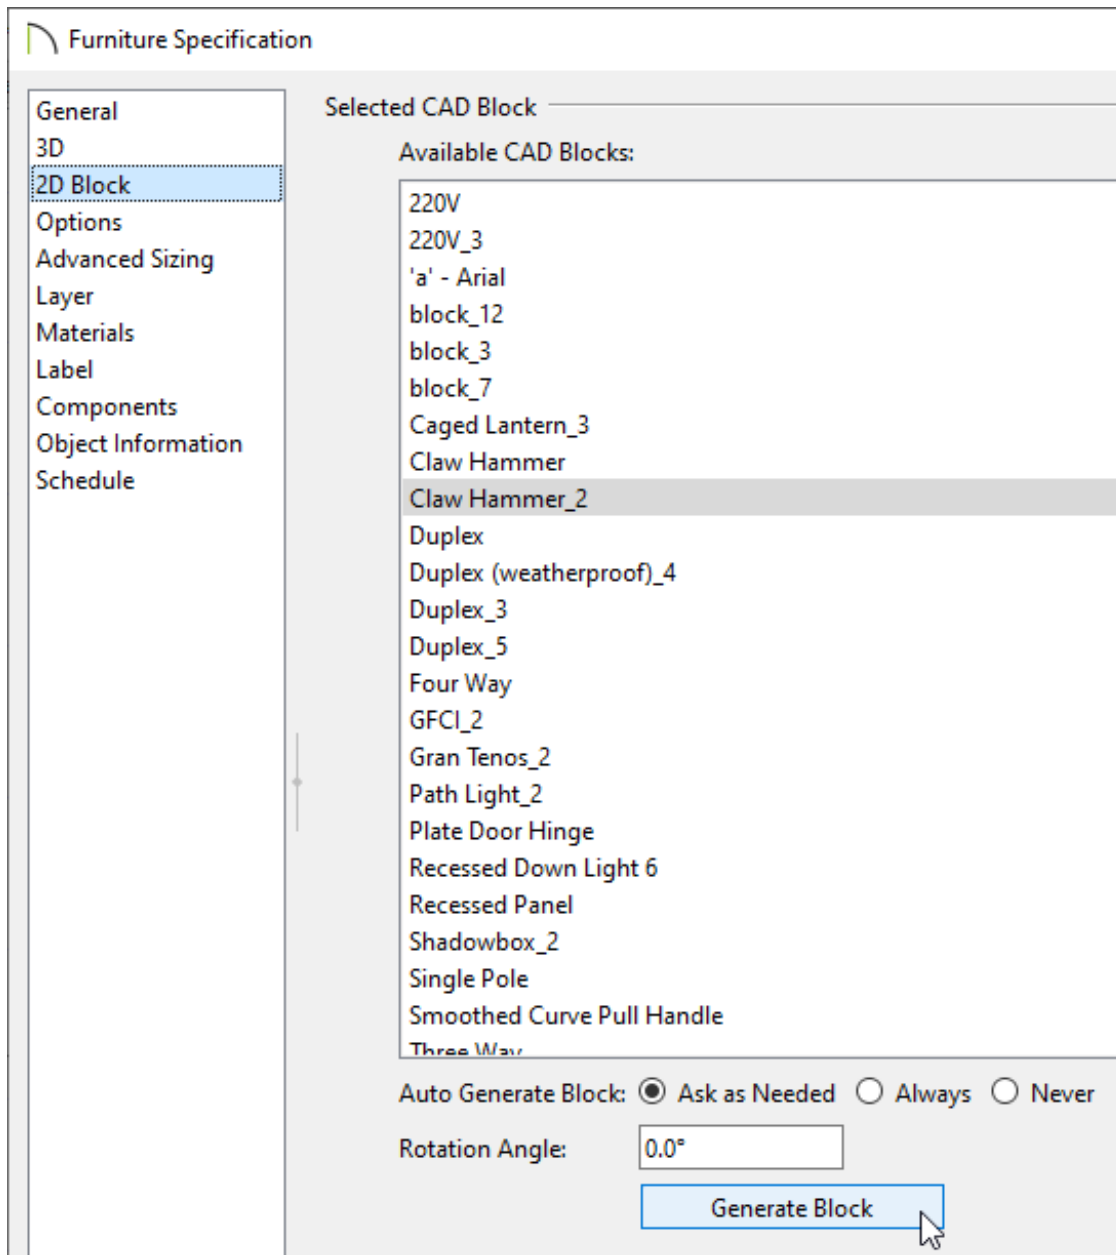 Furniture Specification
General
3D
2D Block
Options
Advanced Sizing
Layer
Materials
Label
Components
Object Information
Schedule
Selected CAD Block
Available CAD Blocks:
220V
220V_3
'a' - Arial
block_12
block_3
block_7
Caged Lantern_3
Claw Hammer
Claw Hammer_2
Duplex
Duplex (weatherproof)_4
Duplex_3
Duplex_5
Four Way
GFCI_2
Gran Tenos_2
Path Light_2
Plate Door Hinge
Recessed Down Light 6
Recessed Panel
Shadowbox_2
Single Pole
Smoothed Curve Pull Handle
Three Way
Auto Generate Block: Ask as Needed Always Never
Rotation Angle: 0.0°
Generate Block